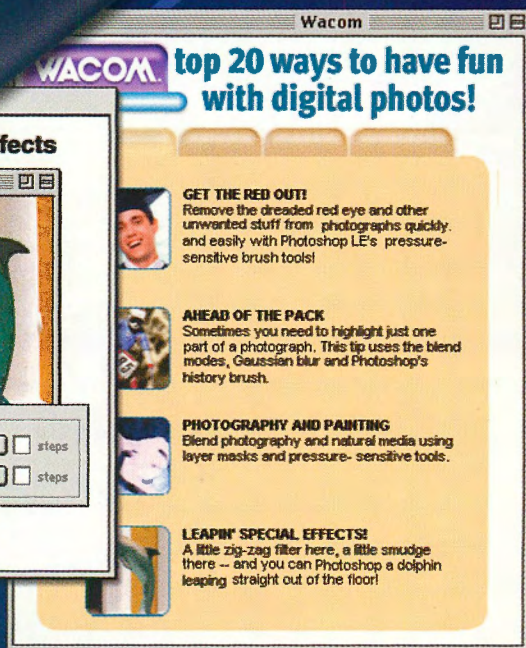 Wacom
WACOM.
top 20 ways to have fun
with digital photos!
fects
steps
steps
GET THE RED OUT!
Remove the dreaded red eye and other
unwanted stuff from photographs quickly.
and easily with Photoshop LE's pressure-
sensitive brush tools!
AHEAD OF THE PACK
Sometimes you need to highlight just one
part of a photograph. This tip uses the blend
modes, Gaussian blur and Photoshop's
history brush.
PHOTOGRAPHY AND PAINTING
Blend photography and natural media using
layer masks and pressure- sensitive tools.
LEAPIN' SPECIAL EFFECTS!
A little zig-zag filter here, a little smudge
there -- and you can Photoshop a dolphin
leaping straight out of the floor!